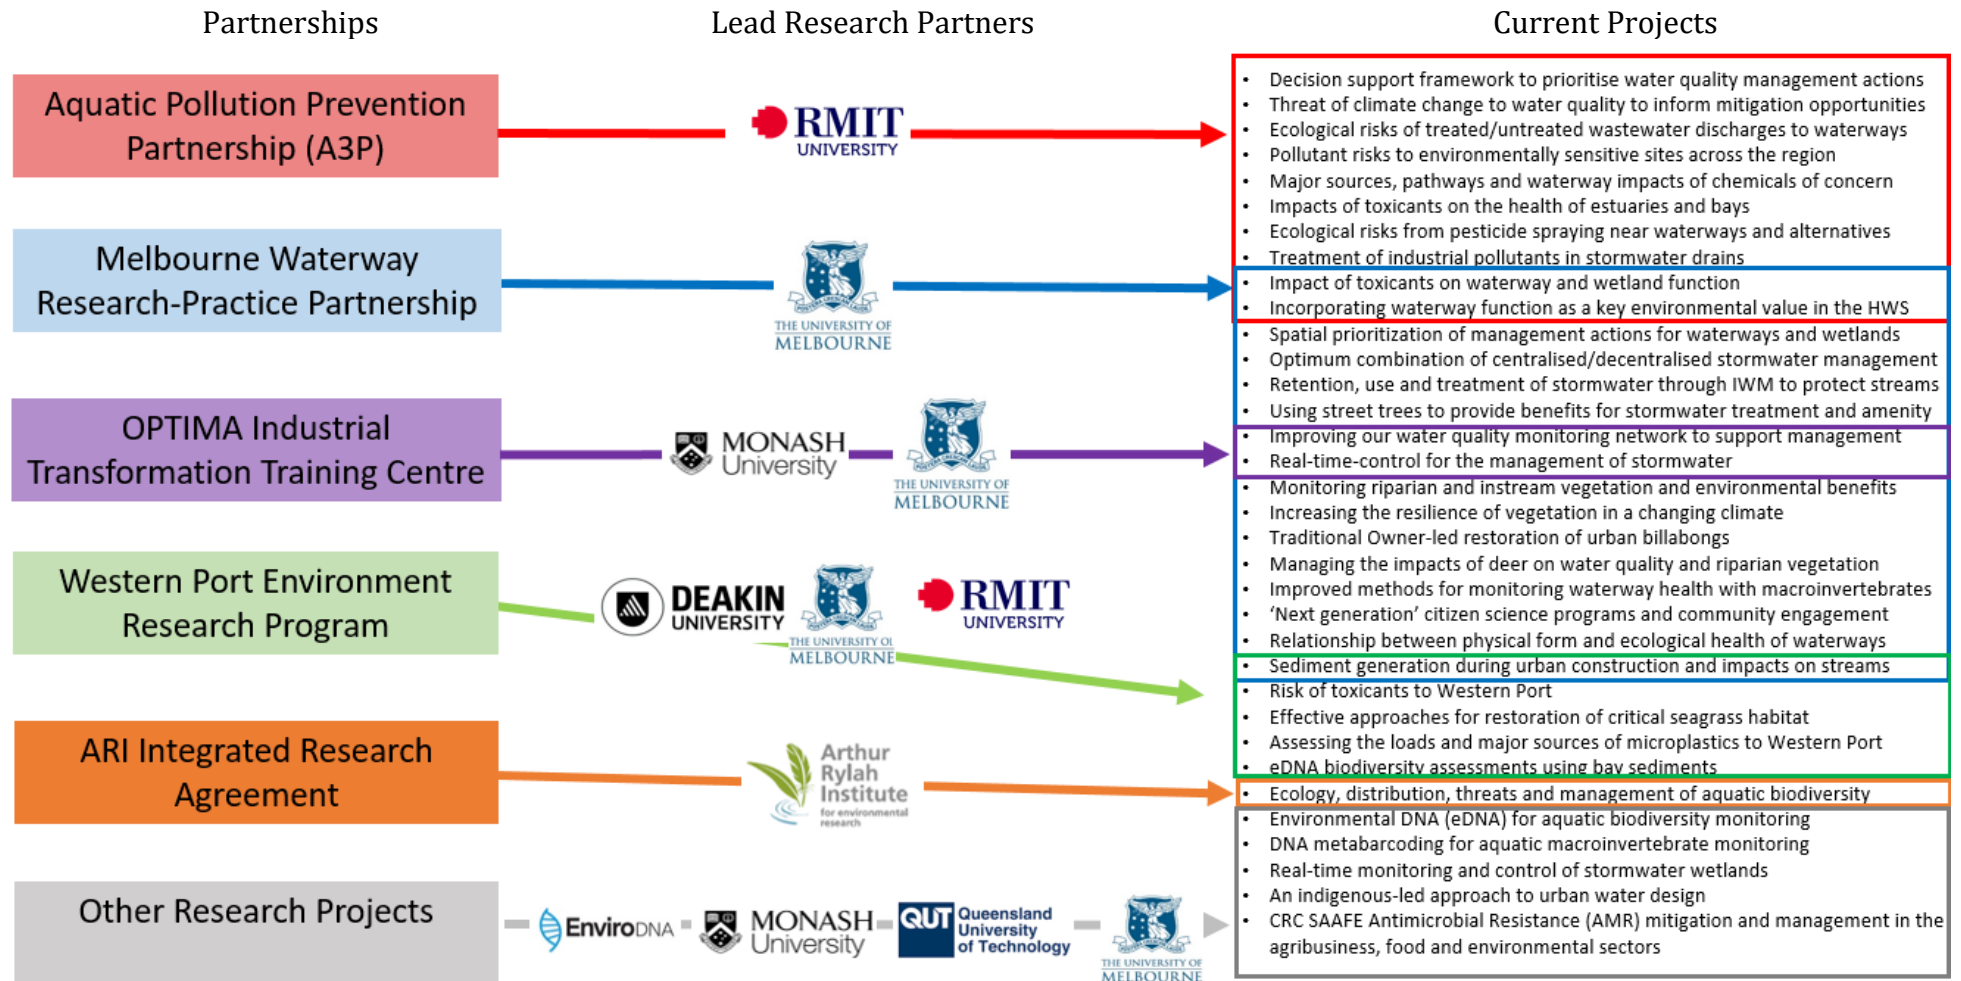 Partnerships
Lead Research Partners
Current Projects
Aquatic Pollution Prevention
Partnership (A3P)
RMIT
UNIVERSITY
Melbourne Waterway
Research-Practice Partnership
THE UNIVERSITY OF
MELBOURNE
OPTIMA Industrial
Transformation Training Centre
MONASH
University
THE UNIVERSITY OF
MELBOURNE
Western Port Environment
Research Program
DEAKIN
UNIVERSITY
THE UNIVERSITY OF
MELBOURNE
RMIT
UNIVERSITY
ARI Integrated Research
Agreement
Arthur
Rylah
Institute
for environmental
research
Other Research Projects
EnviroDNA
MONASH
University
QUT
Queensland
University
of Technology
THE UNIVERSITY OF
MELBOURNE
• Decision support framework to prioritise water quality management actions
• Threat of climate change to water quality to inform mitigation opportunities
• Ecological risks of treated/untreated wastewater discharges to waterways
• Pollutant risks to environmentally sensitive sites across the region
• Major sources, pathways and waterway impacts of chemicals of concern
• Impacts of toxicants on the health of estuaries and bays
• Ecological risks from pesticide spraying near waterways and alternatives
• Treatment of industrial pollutants in stormwater drains
• Impact of toxicants on waterway and wetland function
• Incorporating waterway function as a key environmental value in the HWS
• Spatial prioritization of management actions for waterways and wetlands
• Optimum combination of centralised/decentralised stormwater management
• Retention, use and treatment of stormwater through IWM to protect streams
• Using street trees to provide benefits for stormwater treatment and amenity
• Improving our water quality monitoring network to support management
• Real-time-control for the management of stormwater
• Monitoring riparian and instream vegetation and environmental benefits
• Increasing the resilience of vegetation in a changing climate
• Traditional Owner-led restoration of urban billabongs
• Managing the impacts of deer on water quality and riparian vegetation
• Improved methods for monitoring waterway health with macroinvertebrates
• ‘Next generation’ citizen science programs and community engagement
• Relationship between physical form and ecological health of waterways
• Sediment generation during urban construction and impacts on streams
• Risk of toxicants to Western Port
• Effective approaches for restoration of critical seagrass habitat
• Assessing the loads and major sources of microplastics to Western Port
• eDNA biodiversity assessments using bay sediments
• Ecology, distribution, threats and management of aquatic biodiversity
• Environmental DNA (eDNA) for aquatic biodiversity monitoring
• DNA metabarcoding for aquatic macroinvertebrate monitoring
• Real-time monitoring and control of stormwater wetlands
• An indigenous-led approach to urban water design
• CRC SAAFE Antimicrobial Resistance (AMR) mitigation and management in the
agribusiness, food and environmental sectors